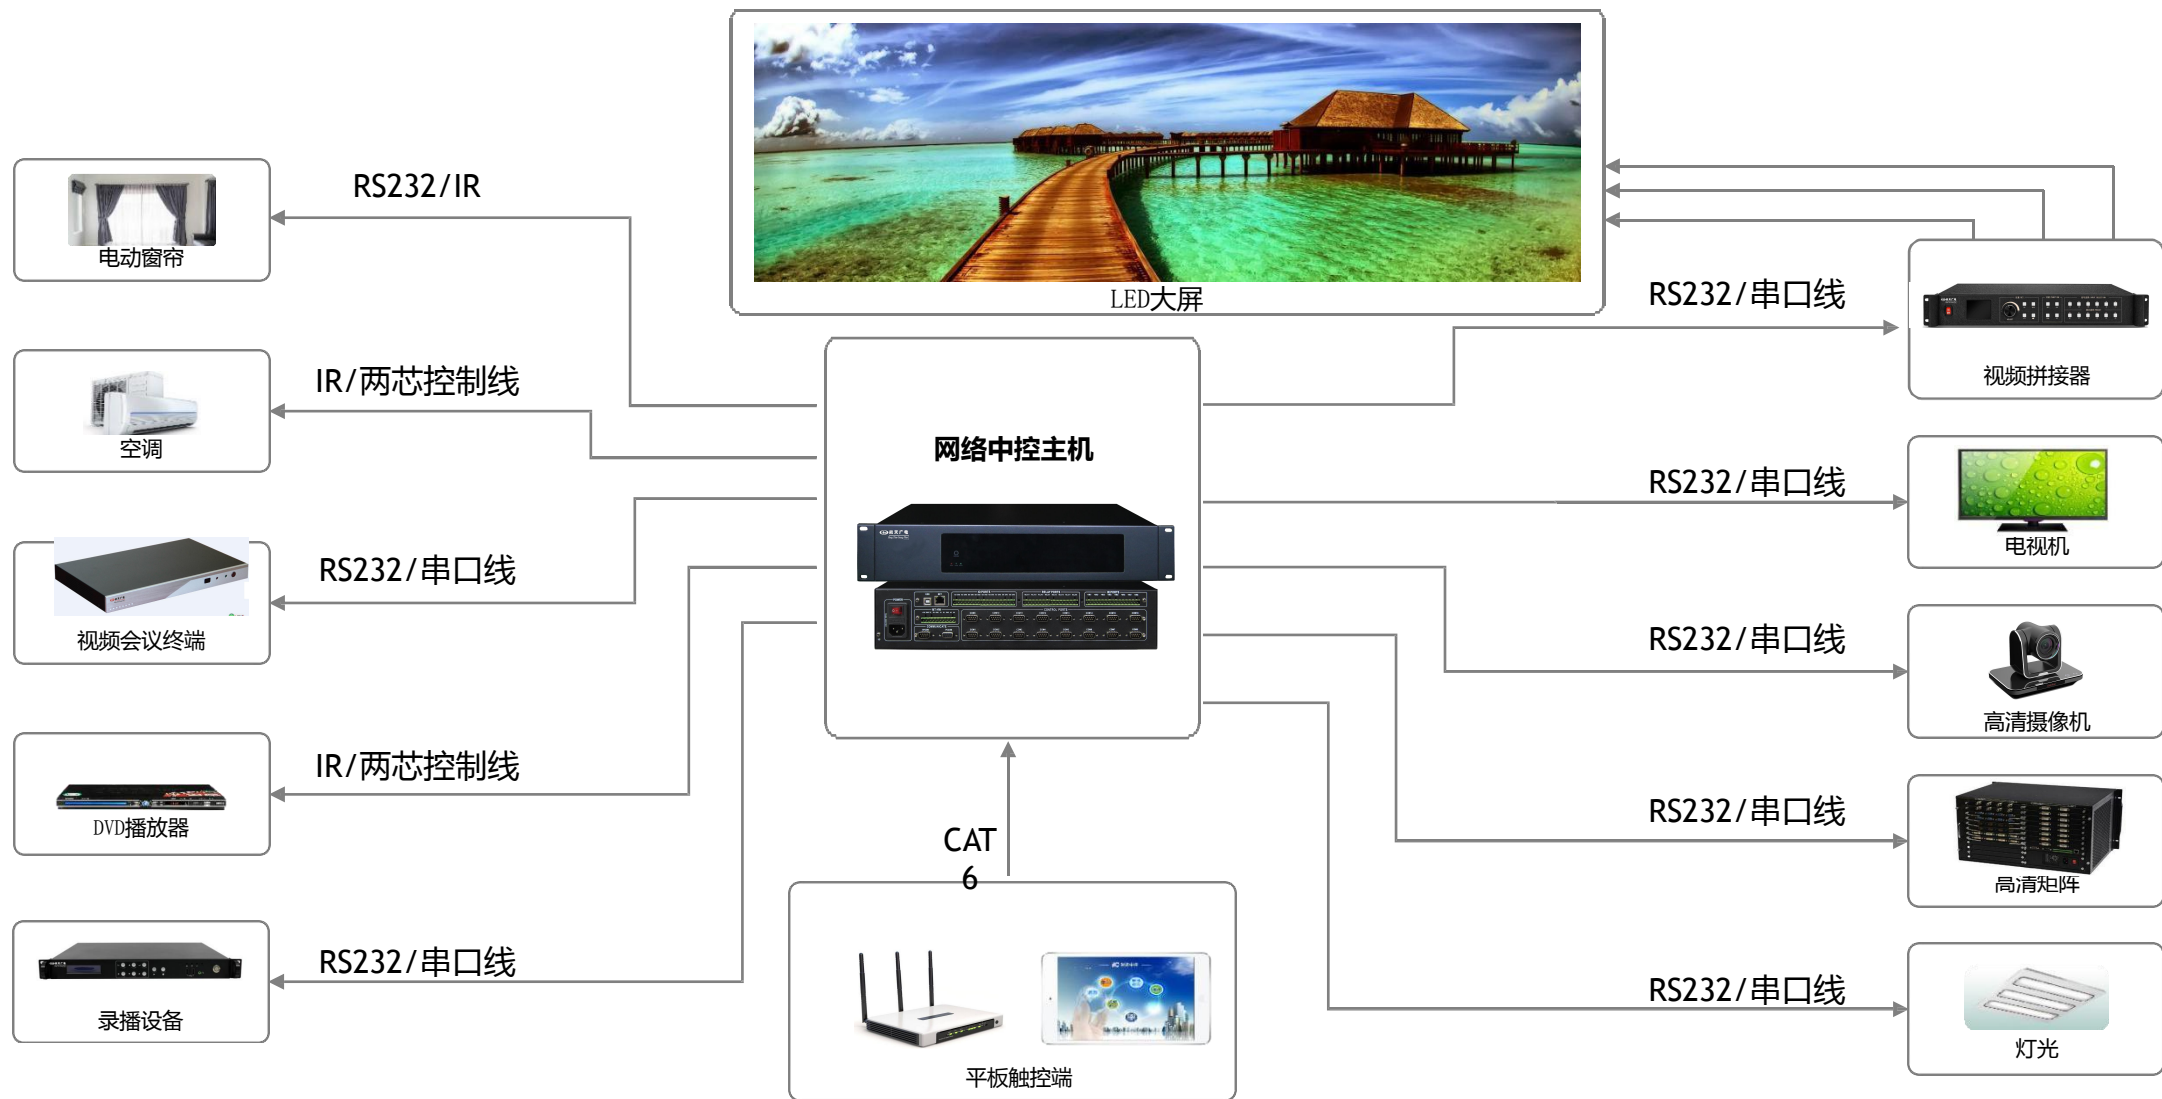 LED大屏
RS232/IR
电动窗帘
IR/两芯控制线
空调
RS232/串口线
视频会议终端
IR/两芯控制线
DVD播放器
RS232/串口线
录播设备
网络中控主机
CAT
6
平板触控端
RS232/串口线
视频拼接器
RS232/串口线
电视机
RS232/串口线
高清摄像机
RS232/串口线
高清矩阵
RS232/串口线
灯光